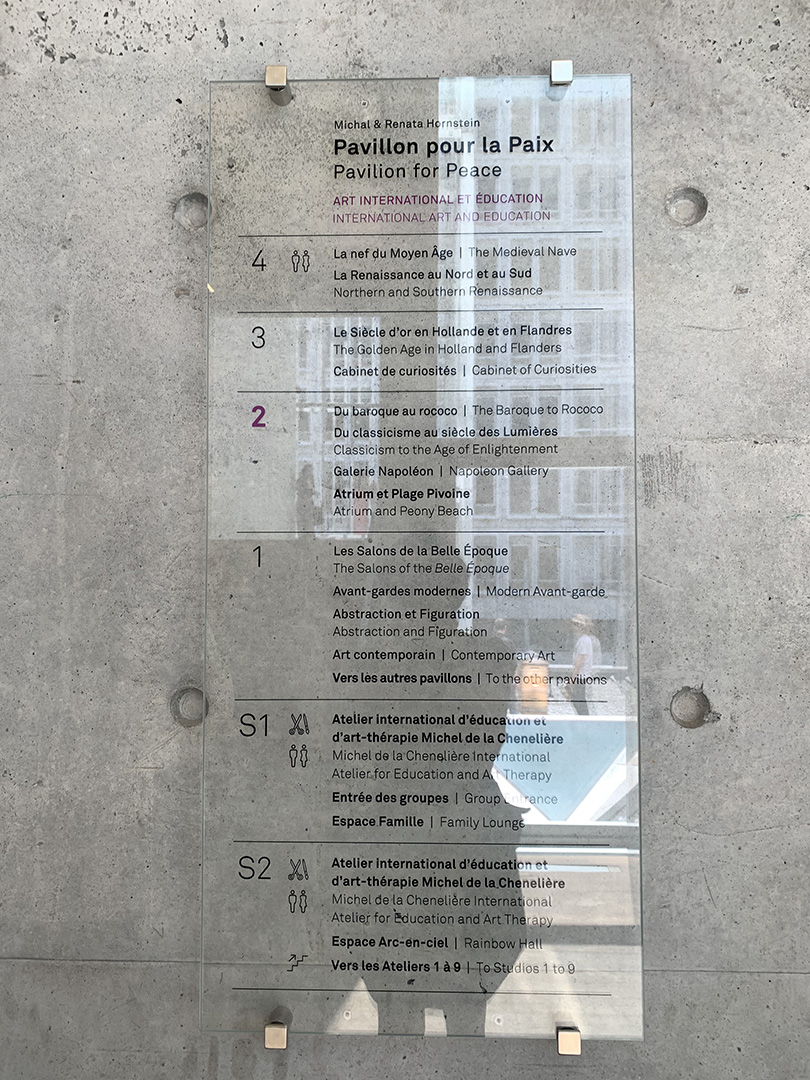 Michal & Renata Hornstein
Pavillon pour la Paix
Pavilion for Peace
ART INTERNATIONAL ET ÉDUCATION
INTERNATIONAL ART AND EDUCATION
4 La nef du Moyen Âge | The Medieval Nave
La Renaissance au Nord et au Sud
Northern and Southern Renaissance
3 Le Siècle d'or en Hollande et en Flandres
The Golden Age in Holland and Flanders
Cabinet de curiosités | Cabinet of Curiosities
2 Du baroque au rococo | The Baroque to Rococo
Du classicisme au siècle des Lumières
Classicism to the Age of Enlightenment
Galerie Napoléon | Napoleon Gallery
Atrium et Plage Pivoine
Atrium and Peony Beach
1 Les Salons de la Belle Époque
The Salons of the Belle Époque
Avant-gardes modernes | Modern Avant-garde
Abstraction et Figuration
Abstraction and Figuration
Art contemporain | Contemporary Art
Vers les autres pavillons | To the other pavilions
S1 Atelier international d'éducation et
d'art-thérapie Michel de la Chenelière
Michel de la Chenelière International
Atelier for Education and Art Therapy
Entrée des groupes | Group Entrance
Espace Famille | Family Lounge
S2 Atelier international d'éducation et
d'art-thérapie Michel de la Chenelière
Michel de la Chenelière International
Atelier for Education and Art Therapy
Espace Arc-en-ciel | Rainbow Hall
Vers les Ateliers 1 à 9 | To Studios 1 to 9